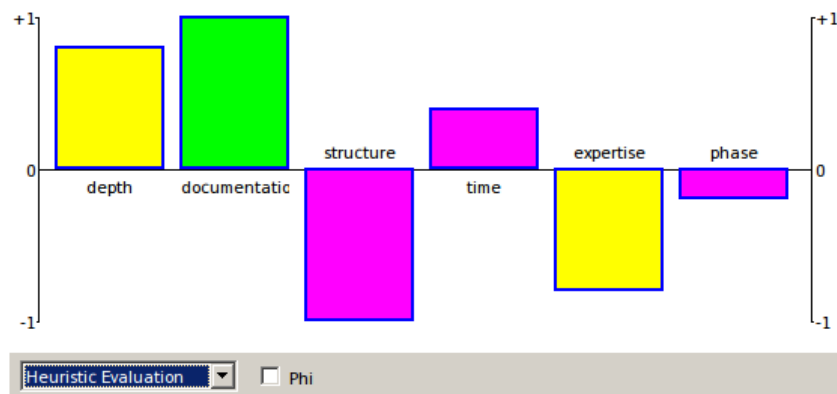 +1 +1
structure expertise phase
0 0
depth documentatio time
-1 -1
Heuristic Evaluation Phi